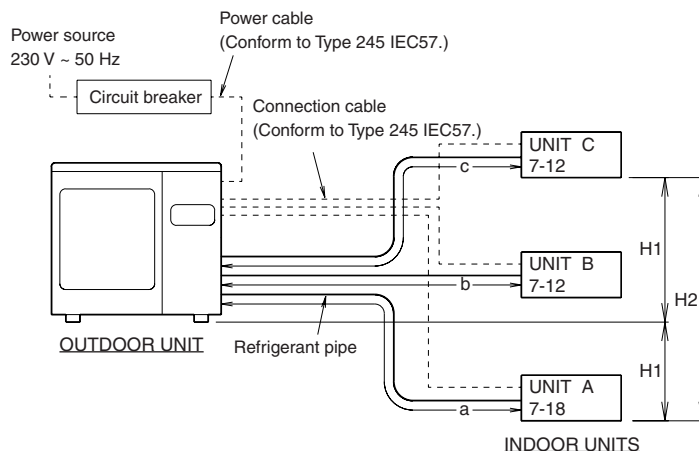 Power cable
(Conform to Type 245 IEC57.)
Power source
230 V ~ 50 Hz
Circuit breaker
Connection cable
(Conform to Type 245 IEC57.)
UNIT C
7-12
c
H1
UNIT B
7-12
b
H2
OUTDOOR UNIT
Refrigerant pipe
H1
UNIT A
7-18
a
INDOOR UNITS